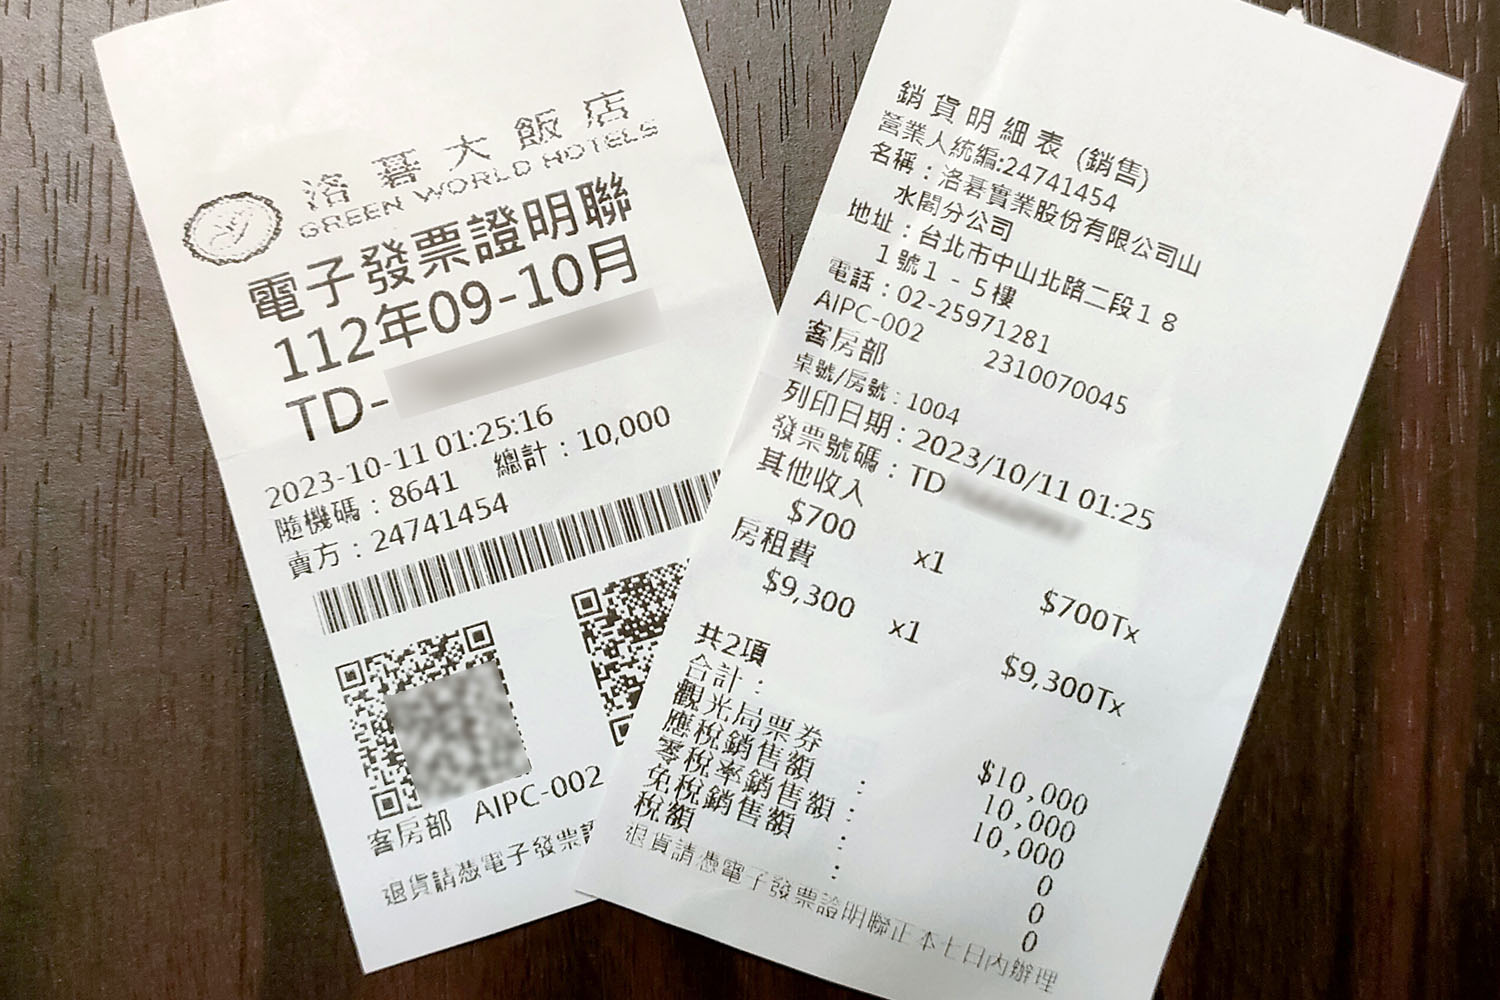 洛碁大飯店
GREEN WORLD HOTELS
電子發票證明聯
112年09-10月
TD-
2023-10-11 01:25:16
隨機碼：8641 總計：10,000
賣方：24741454
客房部 AIPC-002
退貨請憑電子發票證
銷貨明細表 (銷售)
營業人統編:24741454
名稱：洛碁實業股份有限公司山
水閣分公司
地址：台北市中山北路二段１８
１號１－５樓
電話：02-25971281
AIPC-002 2310070045
客房部
桌號/房號：1004
列印日期：2023/10/11 01:25
發票號碼：TD
其他收入
$700 x1 $700Tx
房租費
$9,300 x1 $9,300Tx
共2項
合計： $10,000
觀光局票券 10,000
應稅銷售額： 10,000
零稅率銷售額： 0
免稅銷售額： 0
稅額： 0
退貨請憑電子發票證明聯正本七日內辦理